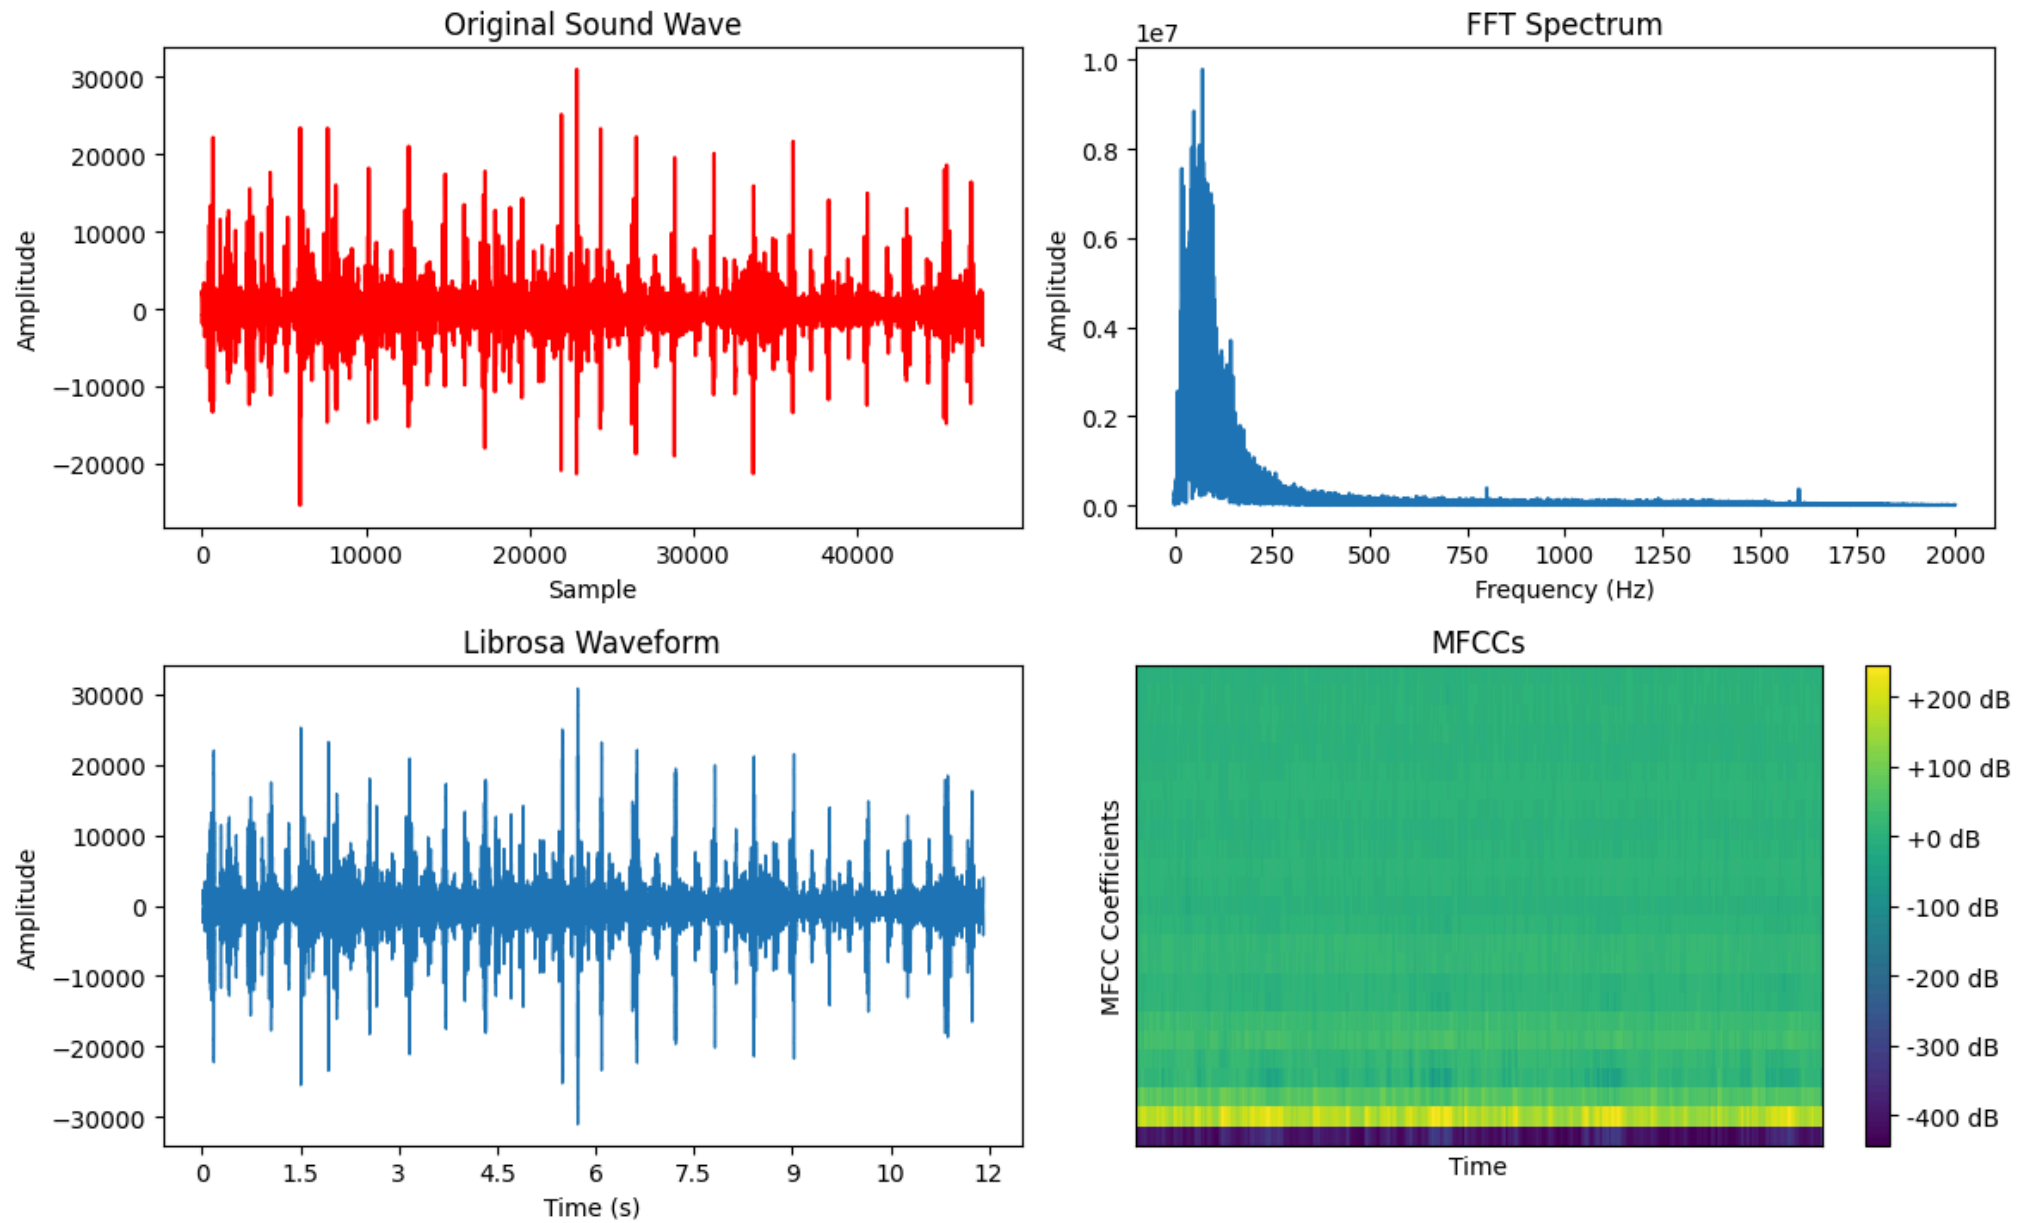 Original Sound Wave
30000
20000
10000
0
−10000
−20000
Amplitude
0 10000 20000 30000 40000
Sample
FFT Spectrum
1e7
1.0
0.8
0.6
0.4
0.2
0.0
Amplitude
0 250 500 750 1000 1250 1500 1750 2000
Frequency (Hz)
Librosa Waveform
30000
20000
10000
0
−10000
−20000
−30000
Amplitude
0 1.5 3 4.5 6 7.5 9 10 12
Time (s)
MFCCs
MFCC Coefficients
Time
+200 dB
+100 dB
+0 dB
-100 dB
-200 dB
-300 dB
-400 dB